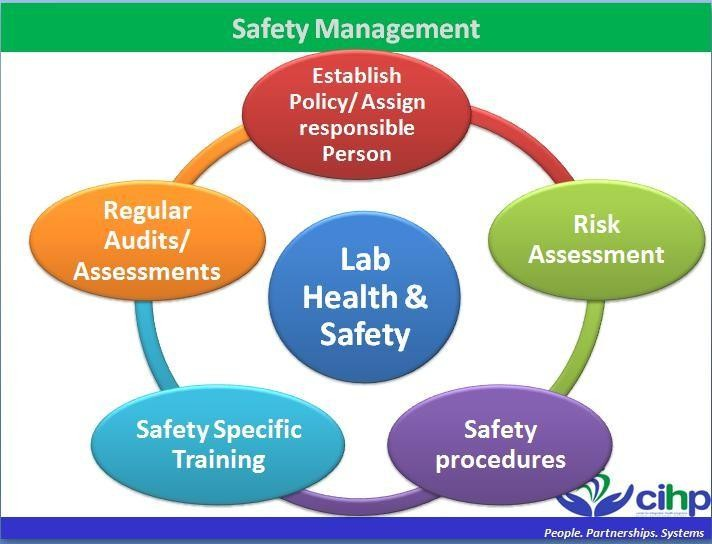 Safety Management
Establish
Policy/ Assign
responsible
Person
Risk
Assessment
Safety
procedures
Safety Specific
Training
Regular
Audits/
Assessments
Lab
Health &
Safety
cihp
People. Partnerships. Systems